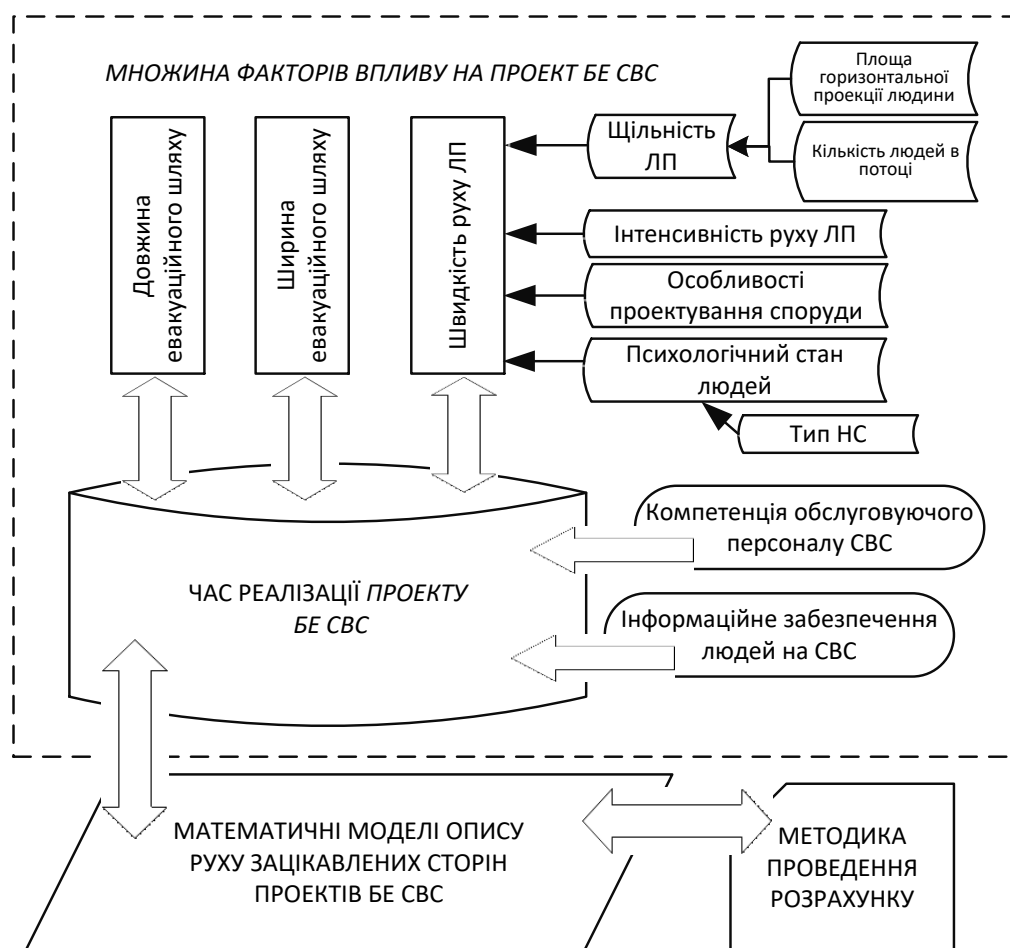 МНОЖИНА ФАКТОРІВ ВПЛИВУ НА ПРОЕКТ БЕ СВС
Площа
горизонтальної
проекції людини
Кількість людей в
потоці
Щільність
ЛП
Довжина
евакуаційного шляху
Ширина
евакуаційного шляху
Швидкість руху ЛП
Інтенсивність руху ЛП
Особливості
проектування споруди
Психологічний стан
людей
Тип НС
Компетенція обслуговуючого
персоналу СВС
ЧАС РЕАЛІЗАЦІЇ ПРОЕКТУ
БЕ СВС
Інформаційне забезпечення
людей на СВС
МАТЕМАТИЧНІ МОДЕЛІ ОПИСУ
РУХУ ЗАЦІКАВЛЕНИХ СТОРІН
ПРОЕКТІВ БЕ СВС
МЕТОДИКА
ПРОВЕДЕННЯ
РОЗРАХУНКУ